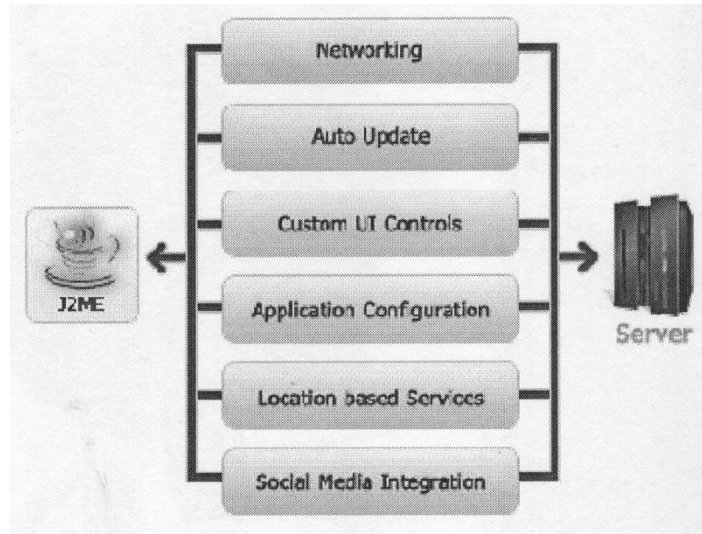 Networking
Auto Update
Custom UI Controls
J2ME
Application Configuration
Server
Location based Services
Social Media Integration